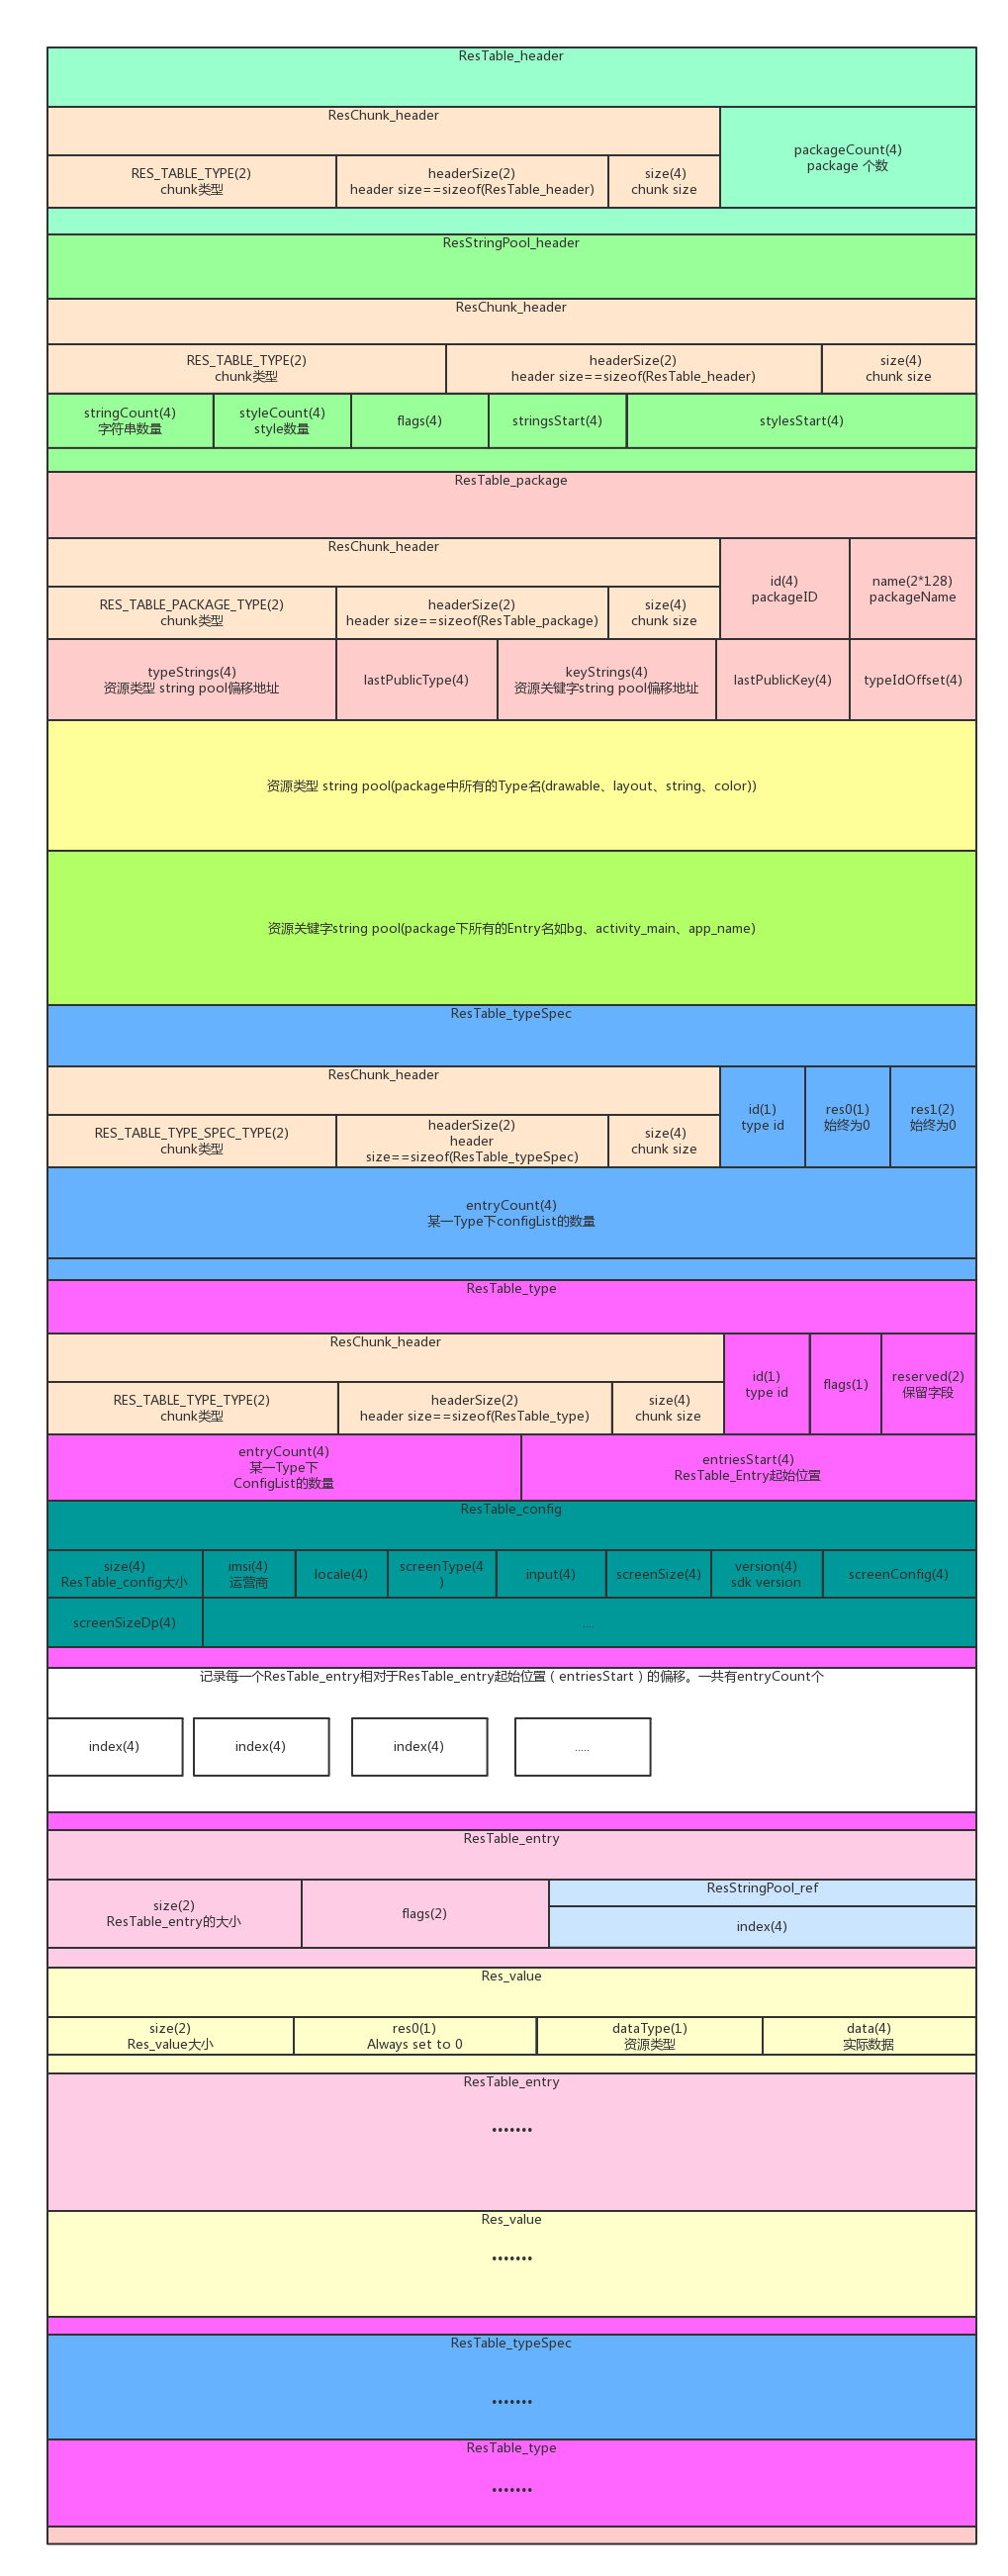 ResTable_header
ResChunk_header
packageCount(4)
package 个数
RES_TABLE_TYPE(2)
chunk类型
headerSize(2)
header size==sizeof(ResTable_header)
size(4)
chunk size
ResStringPool_header
ResChunk_header
RES_TABLE_TYPE(2)
chunk类型
headerSize(2)
header size==sizeof(ResTable_header)
size(4)
chunk size
stringCount(4)
字符串数量
styleCount(4)
style数量
flags(4)
stringsStart(4)
stylesStart(4)
ResTable_package
ResChunk_header
id(4)
packageID
name(2*128)
packageName
RES_TABLE_PACKAGE_TYPE(2)
chunk类型
headerSize(2)
header size==sizeof(ResTable_package)
size(4)
chunk size
typeStrings(4)
资源类型 string pool偏移地址
lastPublicType(4)
keyStrings(4)
资源关键字string pool偏移地址
lastPublicKey(4)
typeIdOffset(4)
资源类型 string pool(package中所有的Type名(drawable、layout、string、color))
资源关键字string pool(package下所有的Entry名如bg、activity_main、app_name)
ResTable_typeSpec
ResChunk_header
id(1)
type id
res0(1)
始终为0
res1(2)
始终为0
RES_TABLE_TYPE_SPEC_TYPE(2)
chunk类型
headerSize(2)
header
size==sizeof(ResTable_typeSpec)
size(4)
chunk size
entryCount(4)
某一Type下configList的数量
ResTable_type
ResChunk_header
id(1)
type id
flags(1)
reserved(2)
保留字段
RES_TABLE_TYPE_TYPE(2)
chunk类型
headerSize(2)
header size==sizeof(ResTable_type)
size(4)
chunk size
entryCount(4)
某一Type下
ConfigList的数量
entriesStart(4)
ResTable_Entry起始位置
ResTable_config
size(4)
ResTable_config大小
imsi(4)
运营商
locale(4)
screenType(4
)
input(4)
screenSize(4)
version(4)
sdk version
screenConfig(4)
screenSizeDp(4)
....
记录每一个ResTable_entry相对于ResTable_entry起始位置（entriesStart）的偏移。一共有entryCount个
index(4)
index(4)
index(4)
.....
ResTable_entry
size(2)
ResTable_entry的大小
flags(2)
ResStringPool_ref
index(4)
Res_value
size(2)
Res_value大小
res0(1)
Always set to 0
dataType(1)
资源类型
data(4)
实际数据
ResTable_entry
•••••••
Res_value
•••••••
ResTable_typeSpec
•••••••
ResTable_type
•••••••